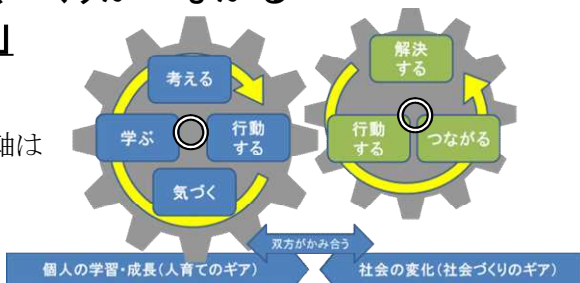 」
軸は
考える
学ぶ
行動
する
気づく
解決
する
行動
する
つながる
双方がかみ合う
個人の学習・成長(人育てのギア)
社会の変化(社会づくりのギア)